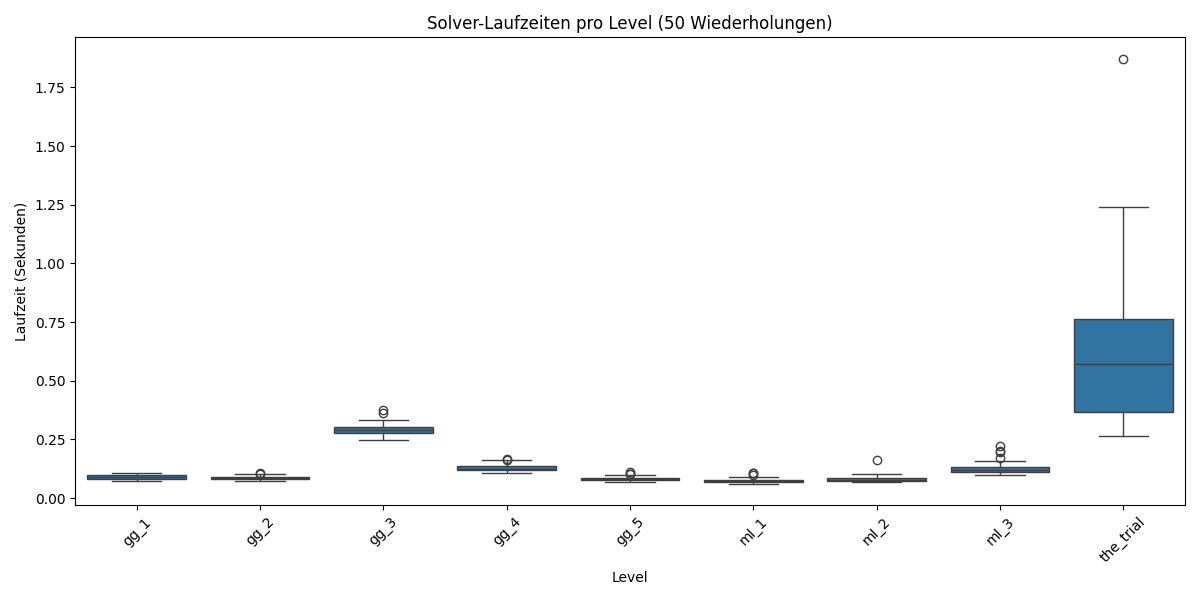 Solver-Laufzeiten pro Level (50 Wiederholungen)
Laufzeit (Sekunden)
1.75
1.50
1.25
1.00
0.75
0.50
0.25
0.00
gg_1
gg_2
gg_3
gg_4
gg_5
ml_1
ml_2
ml_3
the_trial
Level